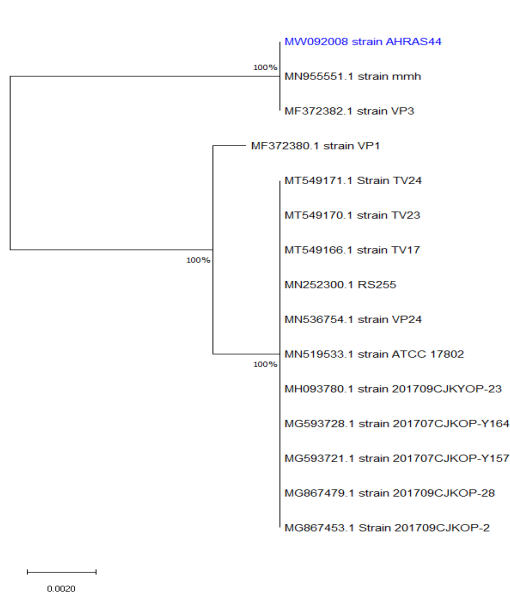 MW092008 strain AHRAS44
100%
MN955551.1 strain mmh
MF372382.1 strain VP3
MF372380.1 strain VP1
MT549171.1 Strain TV24
MT549170.1 strain TV23
MT549166.1 strain TV17
100%
MN252300.1 RS255
MN536754.1 strain VP24
MN519533.1 strain ATCC 17802
100%
MH093780.1 strain 201709CJKYOP-23
MG593728.1 strain 201707CJKOP-Y164
MG593721.1 strain 201707CJKOP-Y157
MG867479.1 strain 201709CJKOP-28
MG867453.1 Strain 201709CJKOP-2
0.0020